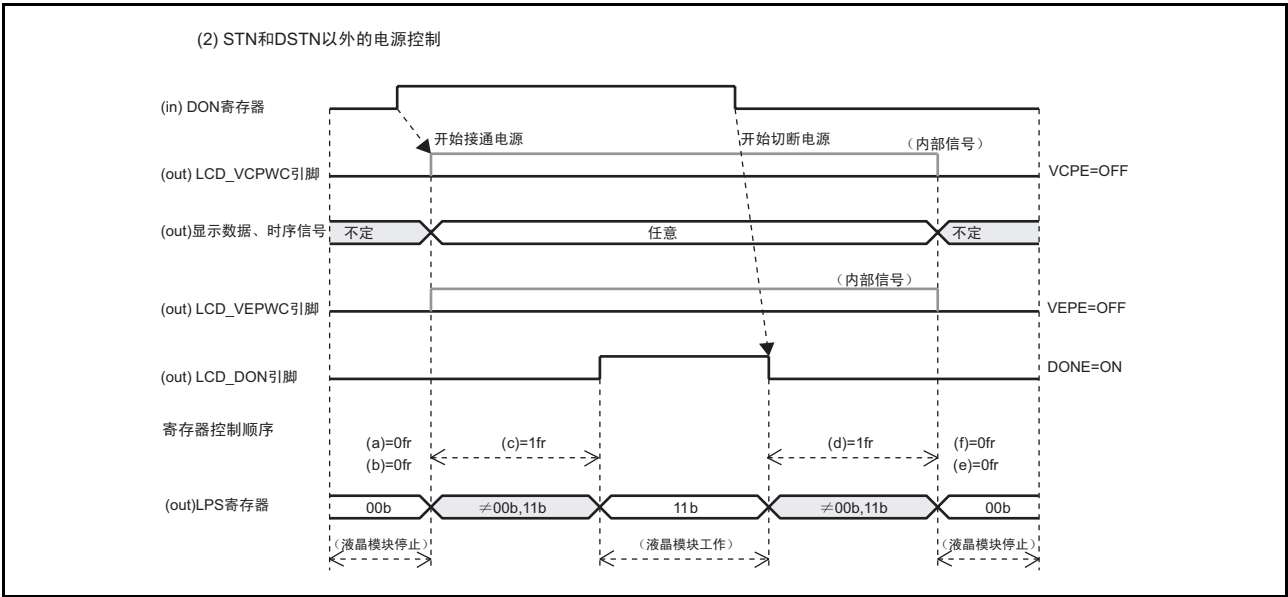 (2) STN和DSTN以外的电源控制
(in) DON寄存器
开始接通电源
开始切断电源
（内部信号）
(out) LCD_VCPWC引脚
VCPE=OFF
(out)显示数据、时序信号
不定
任意
不定
（内部信号）
(out) LCD_VEPWC引脚
VEPE=OFF
(out) LCD_DON引脚
DONE=ON
寄存器控制顺序
(a)=0fr
(c)=1fr
(d)=1fr
(f)=0fr
(b)=0fr
(e)=0fr
(out)LPS寄存器
00b
≠00b,11b
11b
≠00b,11b
00b
（液晶模块停止）
（液晶模块工作）
（液晶模块停止）